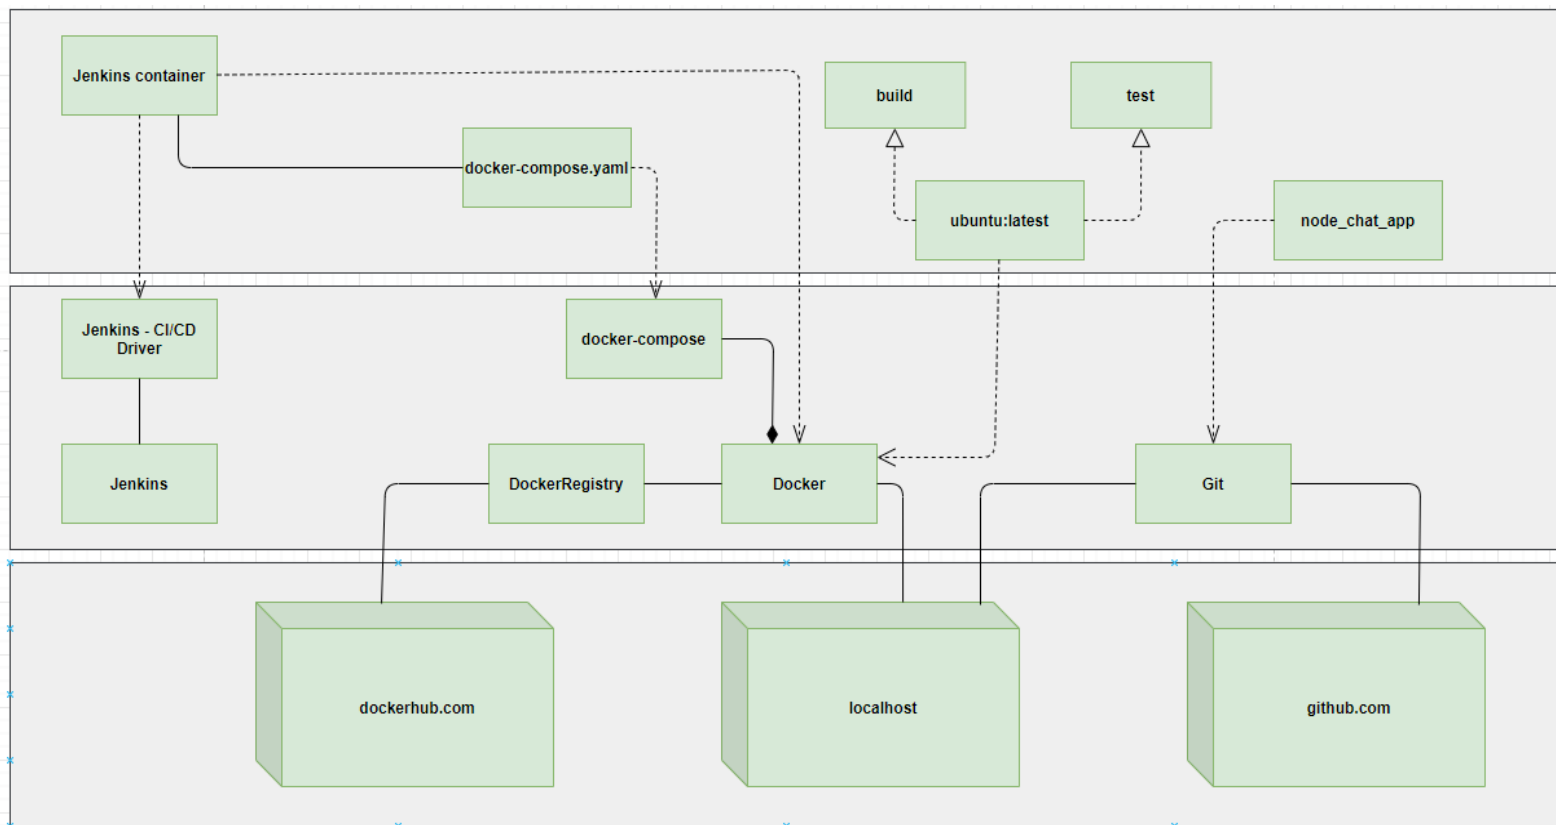 Jenkins container
build
test
docker-compose.yaml
ubuntu:latest
node_chat_app
Jenkins - CI/CD
Driver
docker-compose
Jenkins
DockerRegistry
Docker
Git
dockerhub.com
localhost
github.com